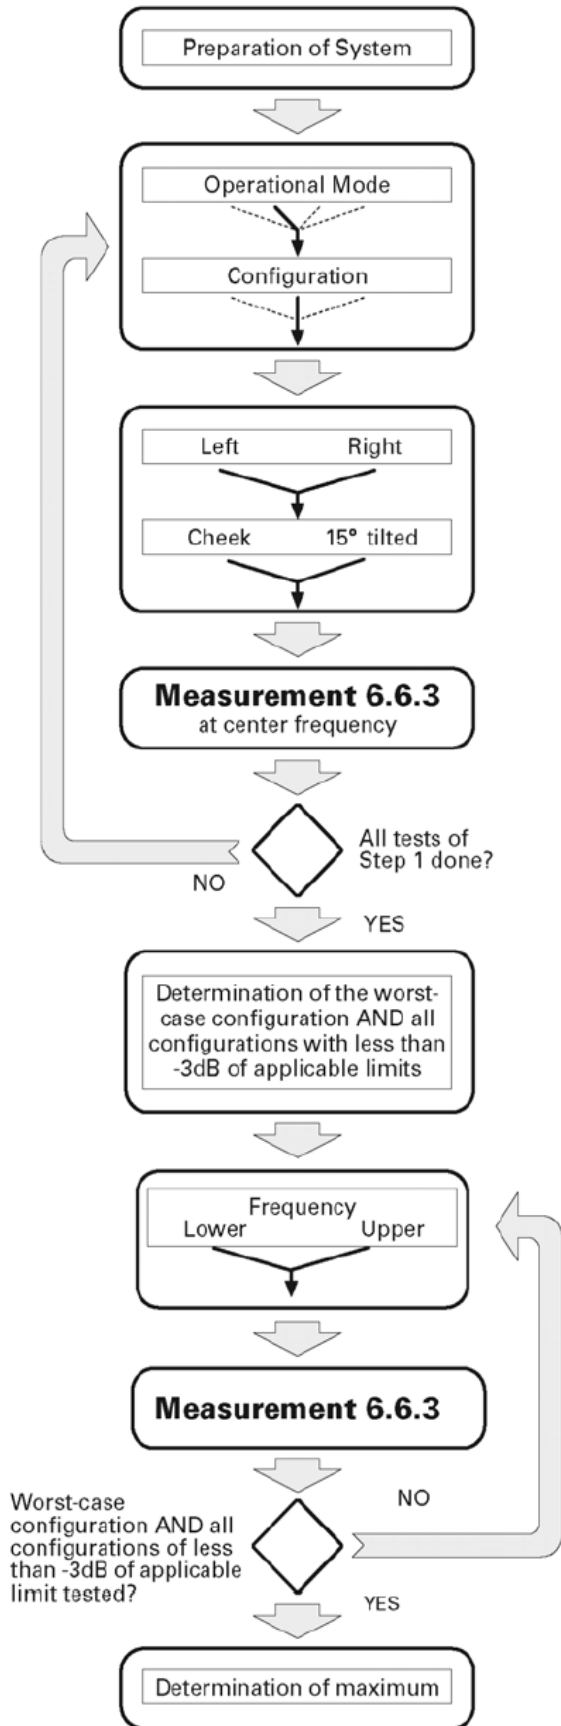 Preparation of System
Operational Mode
Configuration
Left Right
Cheek 15° tilted
Measurement 6.6.3
at center frequency
All tests of
Step 1 done?
NO
YES
Determination of the worst-
case configuration AND all
configurations with less than
-3dB of applicable limits
Frequency
Lower Upper
Measurement 6.6.3
NO
Worst-case
configuration AND all
configurations of less
than -3dB of applicable
limit tested?
YES
Determination of maximum